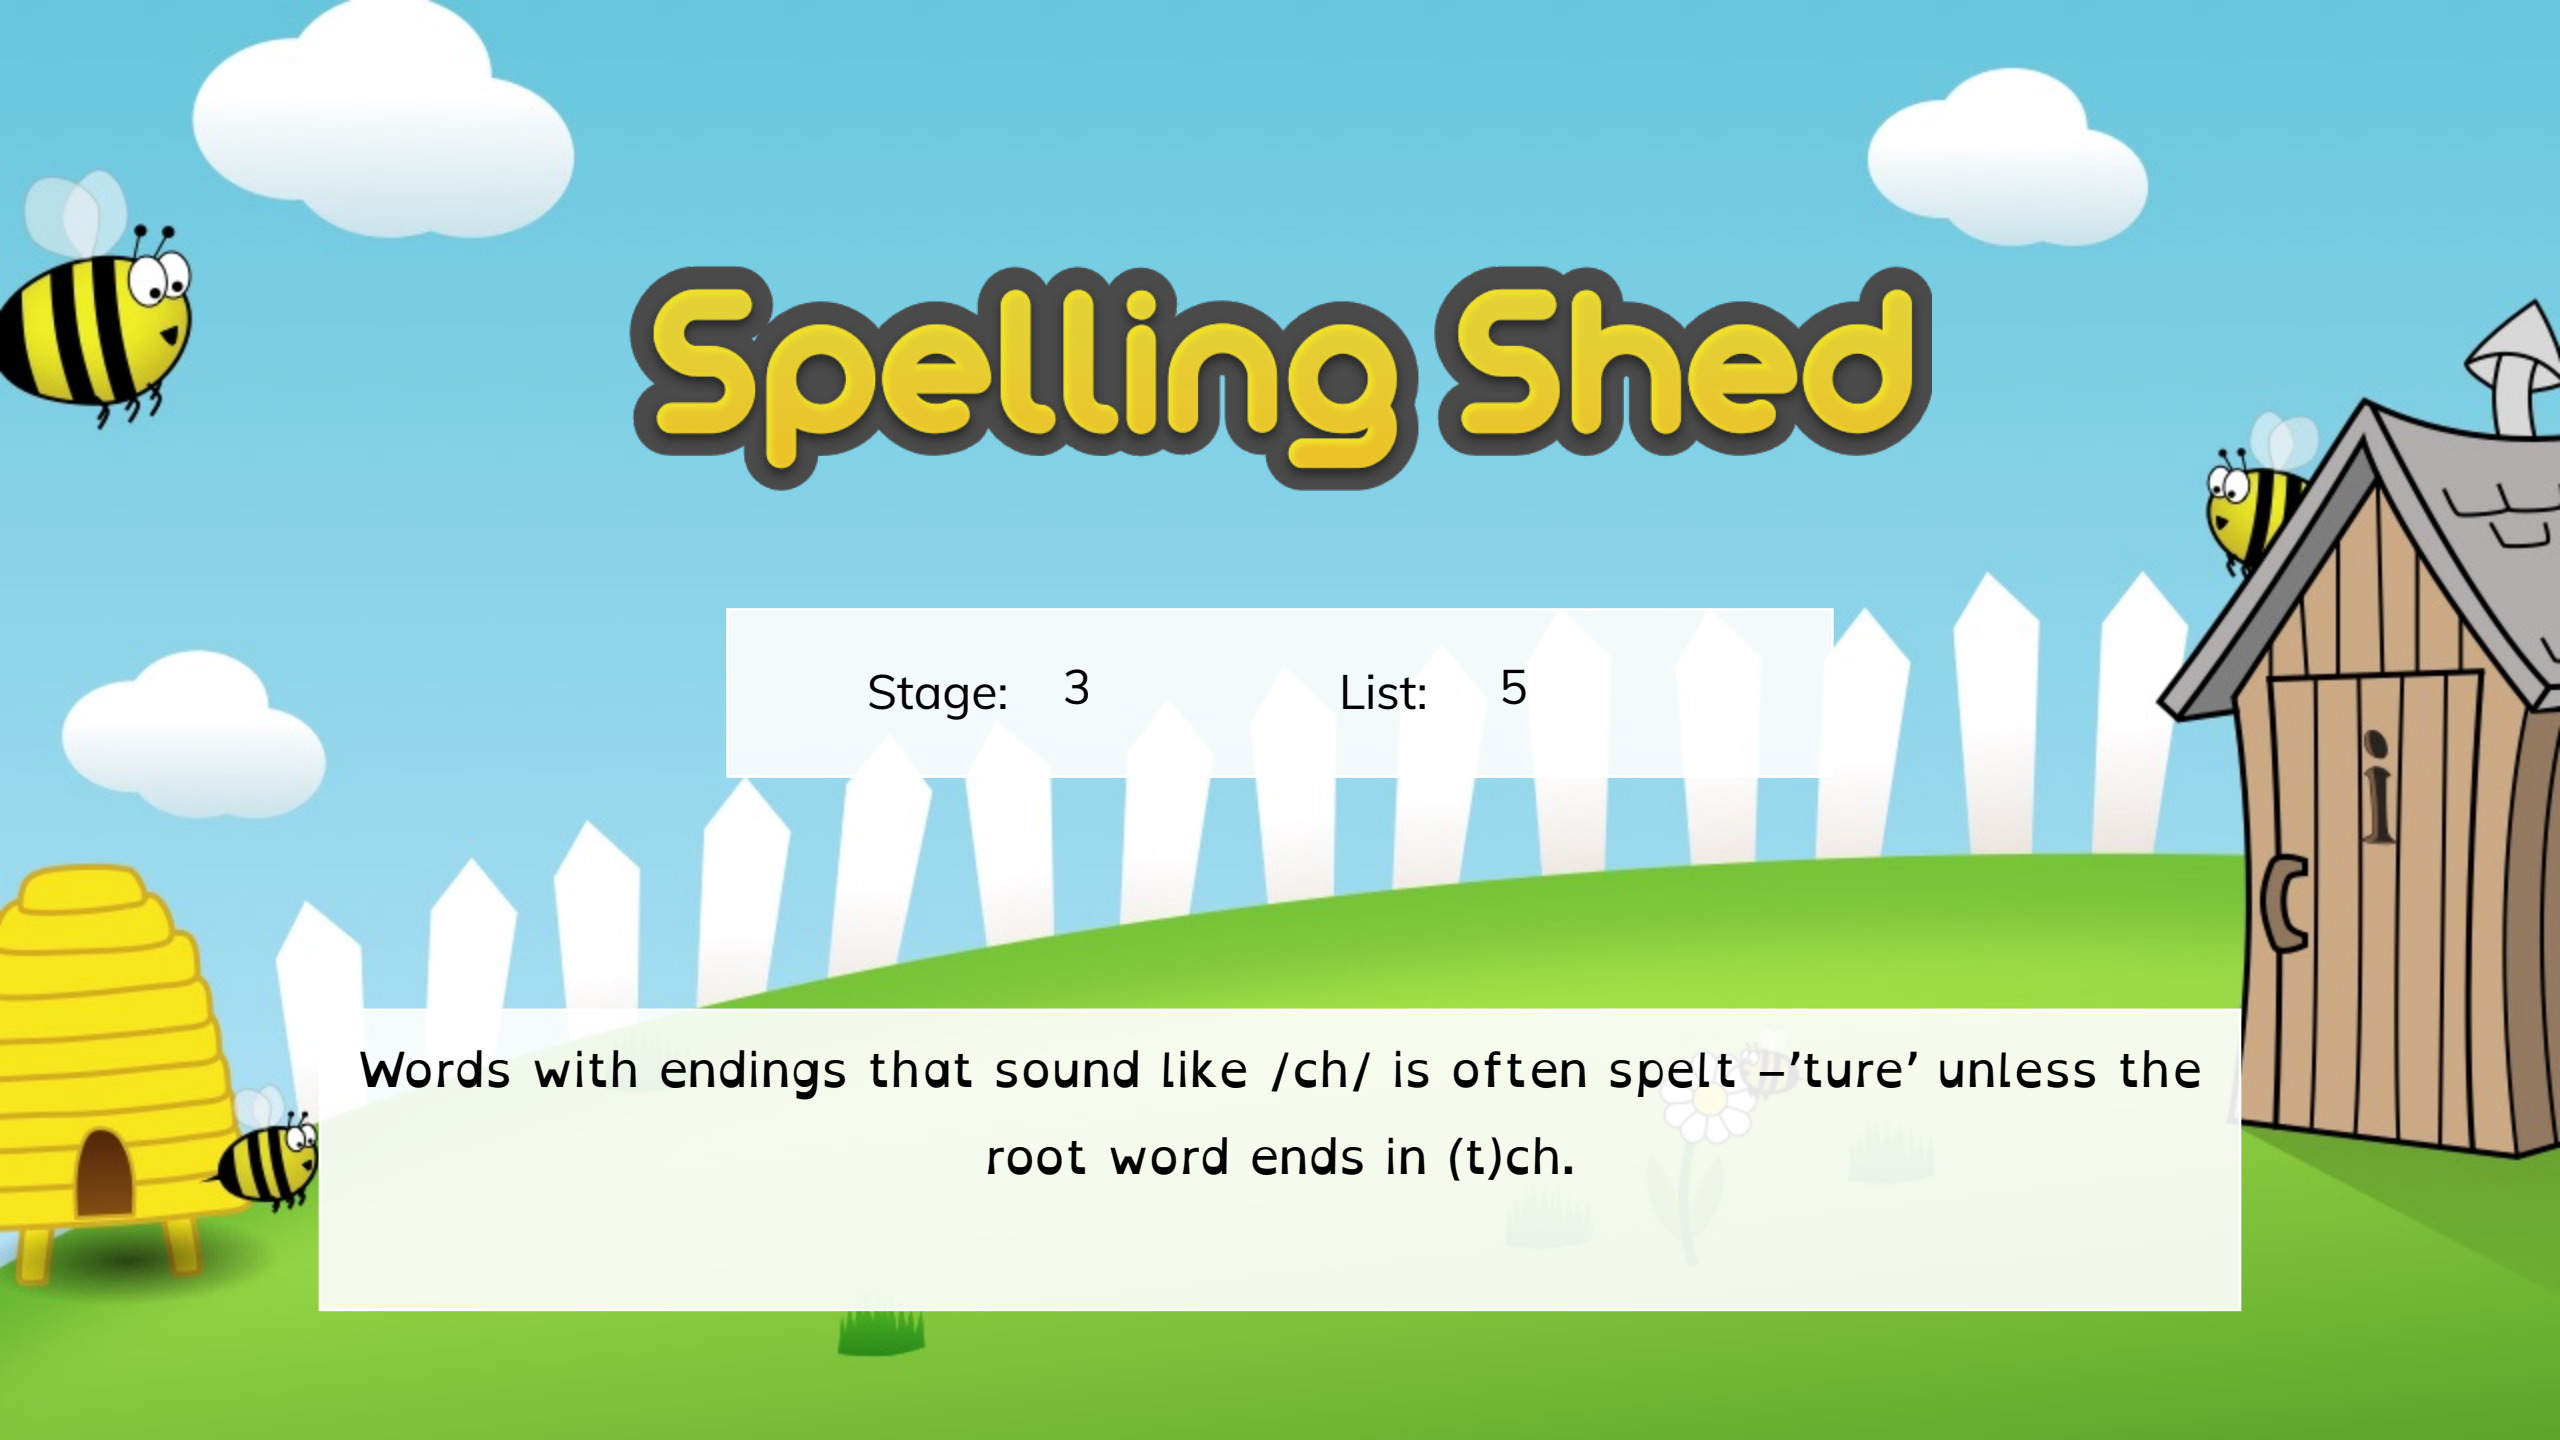 Spelling Shed
Stage: 3 List: 5
Words with endings that sound like /ch/ is often spelt –’ture’ unless the
root word ends in (t)ch.